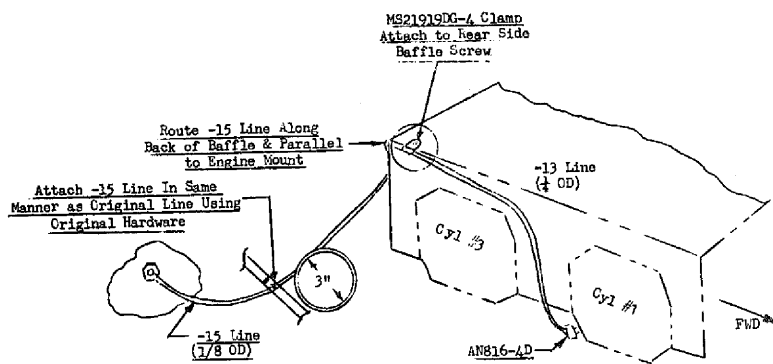 MS21919DG-4 Clamp
Attach to Rear Side
Baffle Screw
Route -15 Line Along
Back of Baffle & Parallel
to Engine Mount
-13 Line
(¼ OD)
Attach -15 Line In Same
Manner as Original Line Using
Original Hardware
Cyl #3
3"
Cyl #1
FWD
-15 Line
(1/8 OD)
AN816-4D